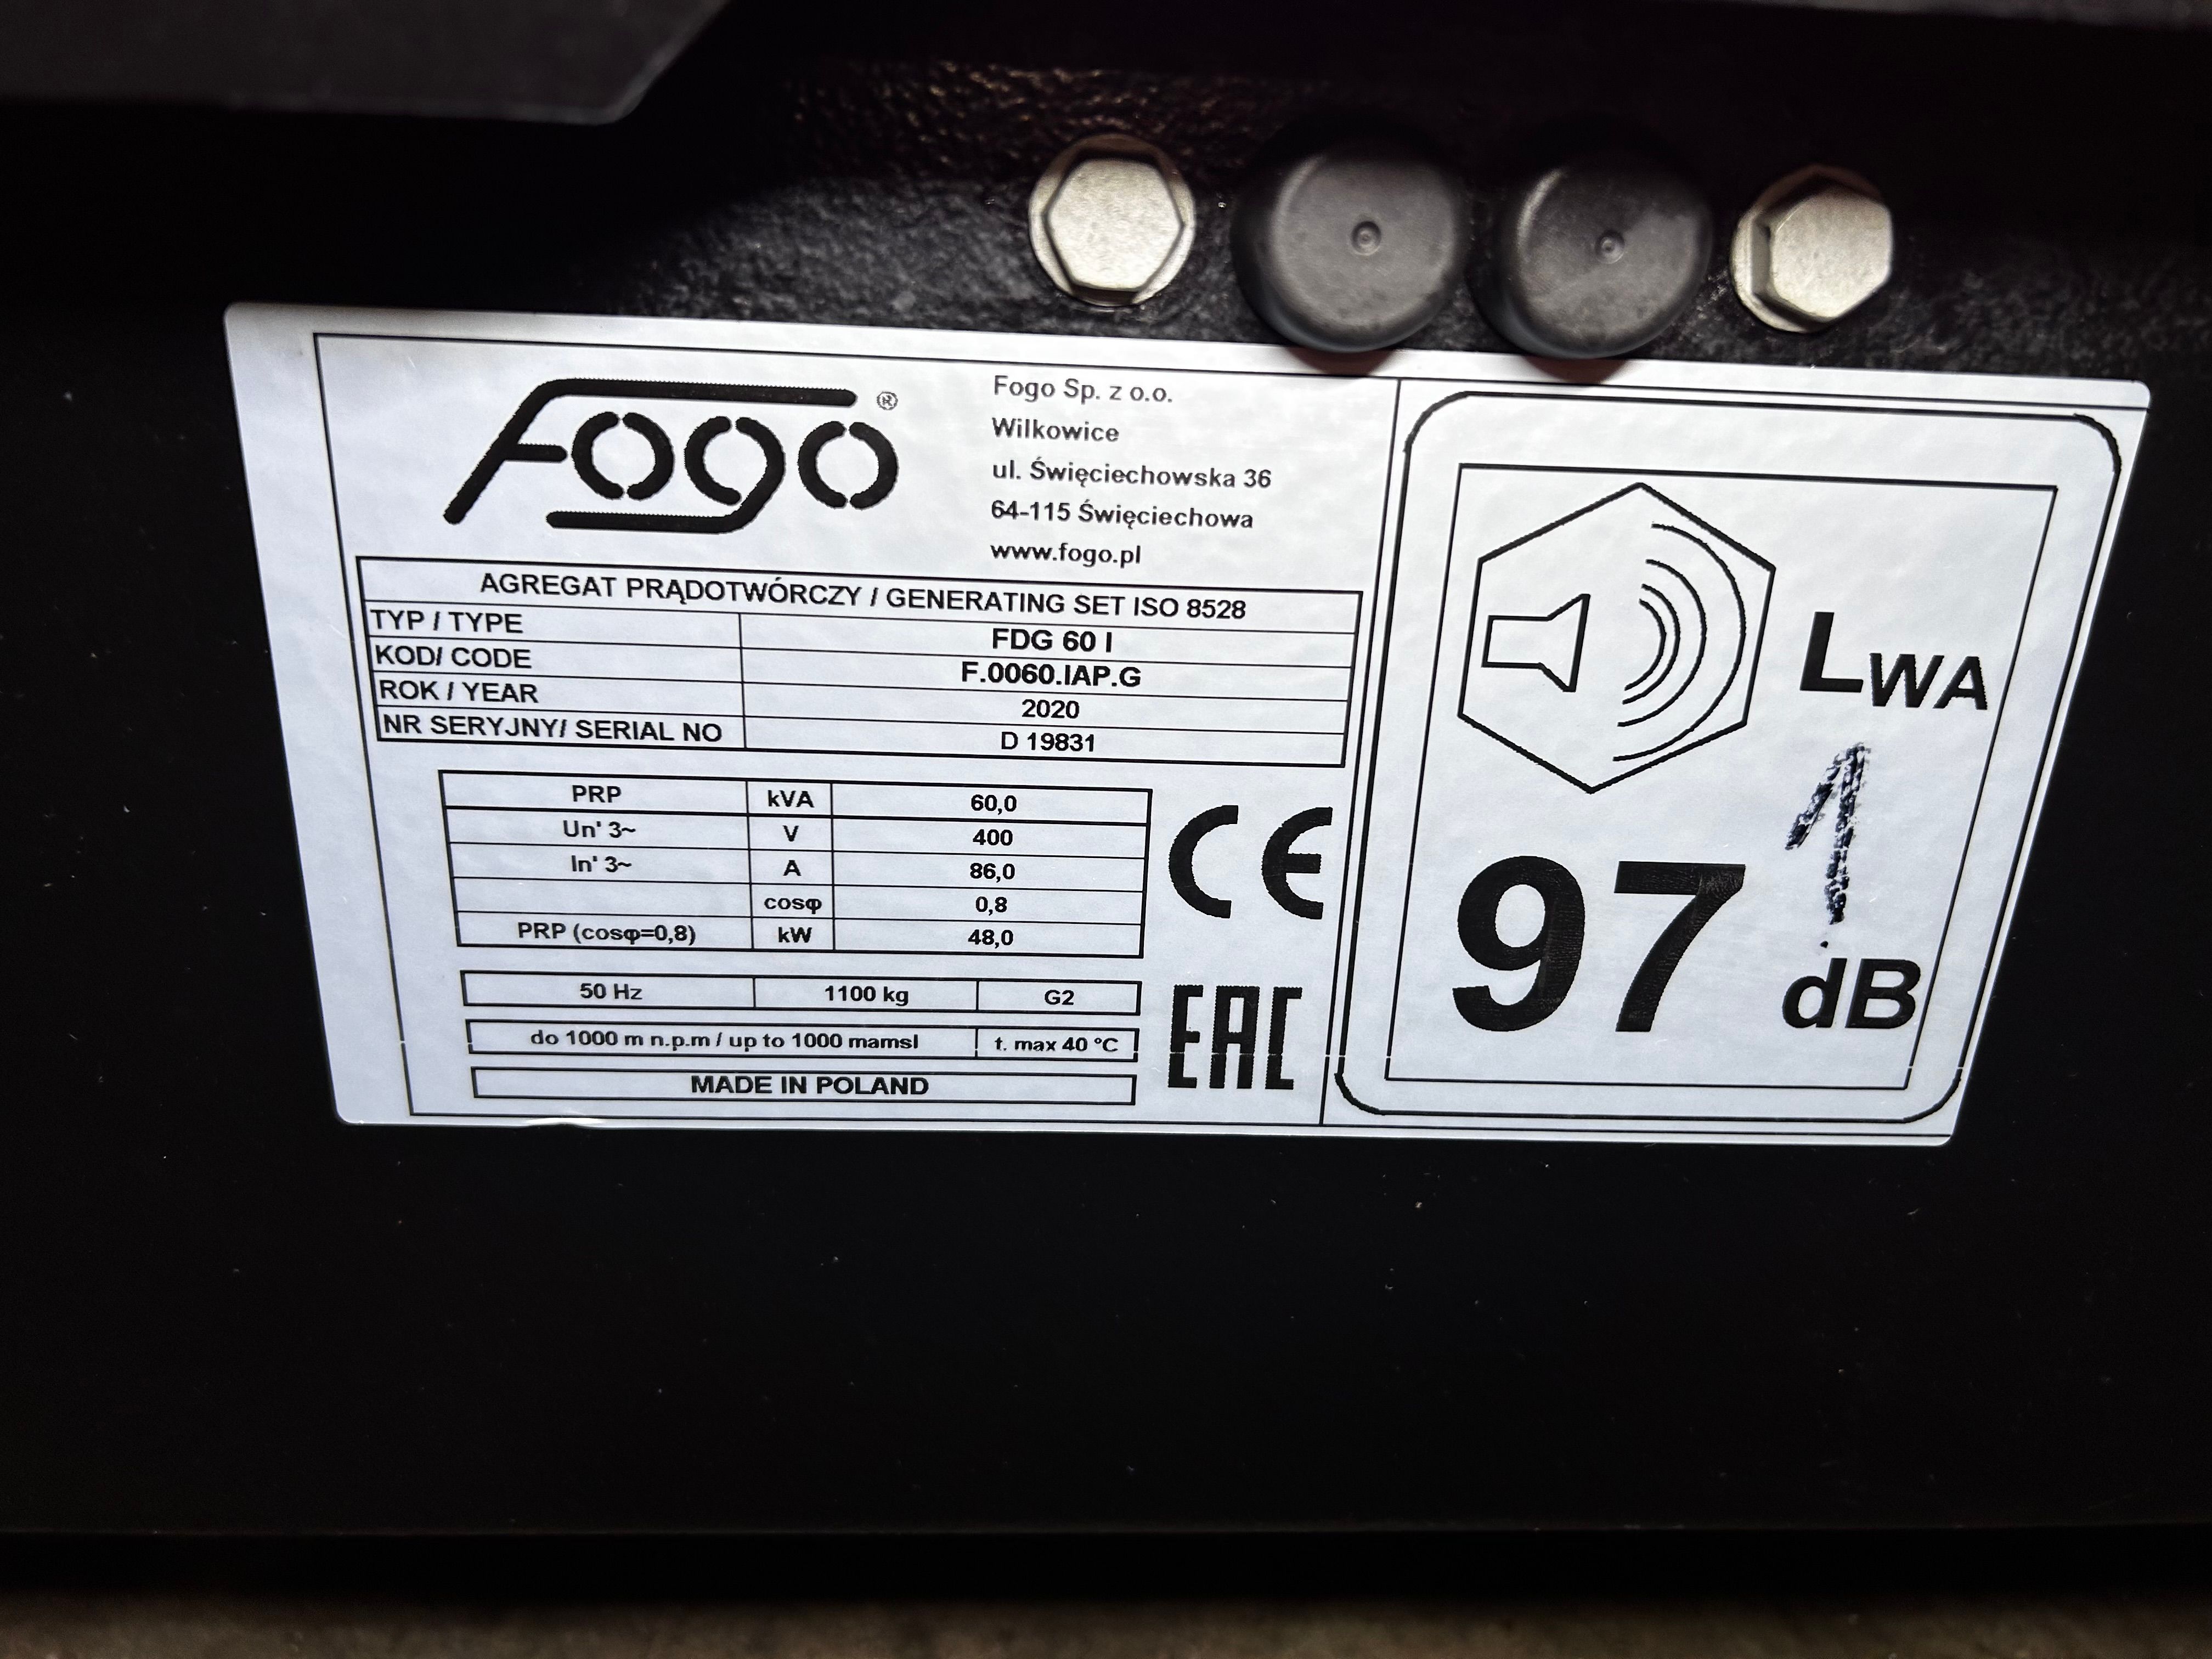 Fogo®
Fogo Sp. z o.o.
Wilkowice
ul. Święciechowska 36
64-115 Święciechowa
www.fogo.pl
AGREGAT PRĄDOTWÓRCZY / GENERATING SET ISO 8528
TYP / TYPE FDG 60 I
KOD/ CODE F.0060.IAP.G
ROK / YEAR 2020
NR SERYJNY/ SERIAL NO D 19831
PRP kVA 60,0
Un' 3~ V 400
In' 3~ A 86,0
cosφ 0,8
PRP (cosφ=0,8) kW 48,0
50 Hz 1100 kg G2
do 1000 m n.p.m / up to 1000 mamsl t. max 40 °C
MADE IN POLAND
CE
EAC
LWA
1
97 dB